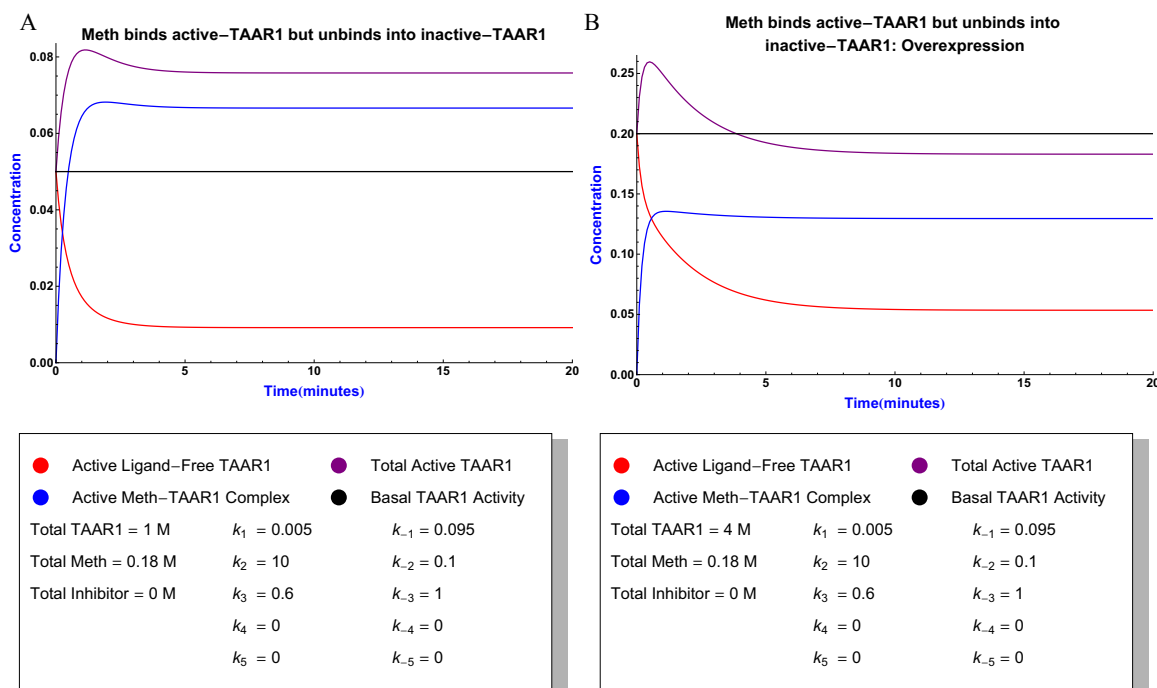 A
Meth binds active−TAAR1 but unbinds into inactive−TAAR1
Concentration
0.08
0.06
0.04
0.02
0.00
0 5 10 15 20
Time(minutes)
Active Ligand−Free TAAR1 Total Active TAAR1
Active Meth−TAAR1 Complex Basal TAAR1 Activity
Total TAAR1 = 1 M k1 = 0.005 k−1 = 0.095
Total Meth = 0.18 M k2 = 10 k−2 = 0.1
Total Inhibitor = 0 M k3 = 0.6 k−3 = 1
k4 = 0 k−4 = 0
k5 = 0 k−5 = 0
B
Meth binds active−TAAR1 but unbinds into
inactive−TAAR1: Overexpression
Concentration
0.25
0.20
0.15
0.10
0.05
0.00
0 5 10 15 20
Time(minutes)
Active Ligand−Free TAAR1 Total Active TAAR1
Active Meth−TAAR1 Complex Basal TAAR1 Activity
Total TAAR1 = 4 M k1 = 0.005 k−1 = 0.095
Total Meth = 0.18 M k2 = 10 k−2 = 0.1
Total Inhibitor = 0 M k3 = 0.6 k−3 = 1
k4 = 0 k−4 = 0
k5 = 0 k−5 = 0